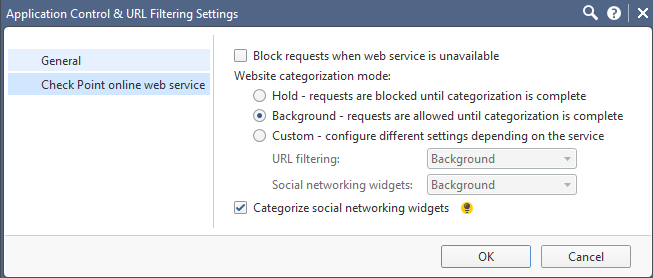 Application Control & URL Filtering Settings
General
Check Point online web service
Block requests when web service is unavailable
Website categorization mode:
Hold - requests are blocked until categorization is complete
Background - requests are allowed until categorization is complete
Custom - configure different settings depending on the service
URL filtering: Background
Social networking widgets: Background
Categorize social networking widgets
OK Cancel